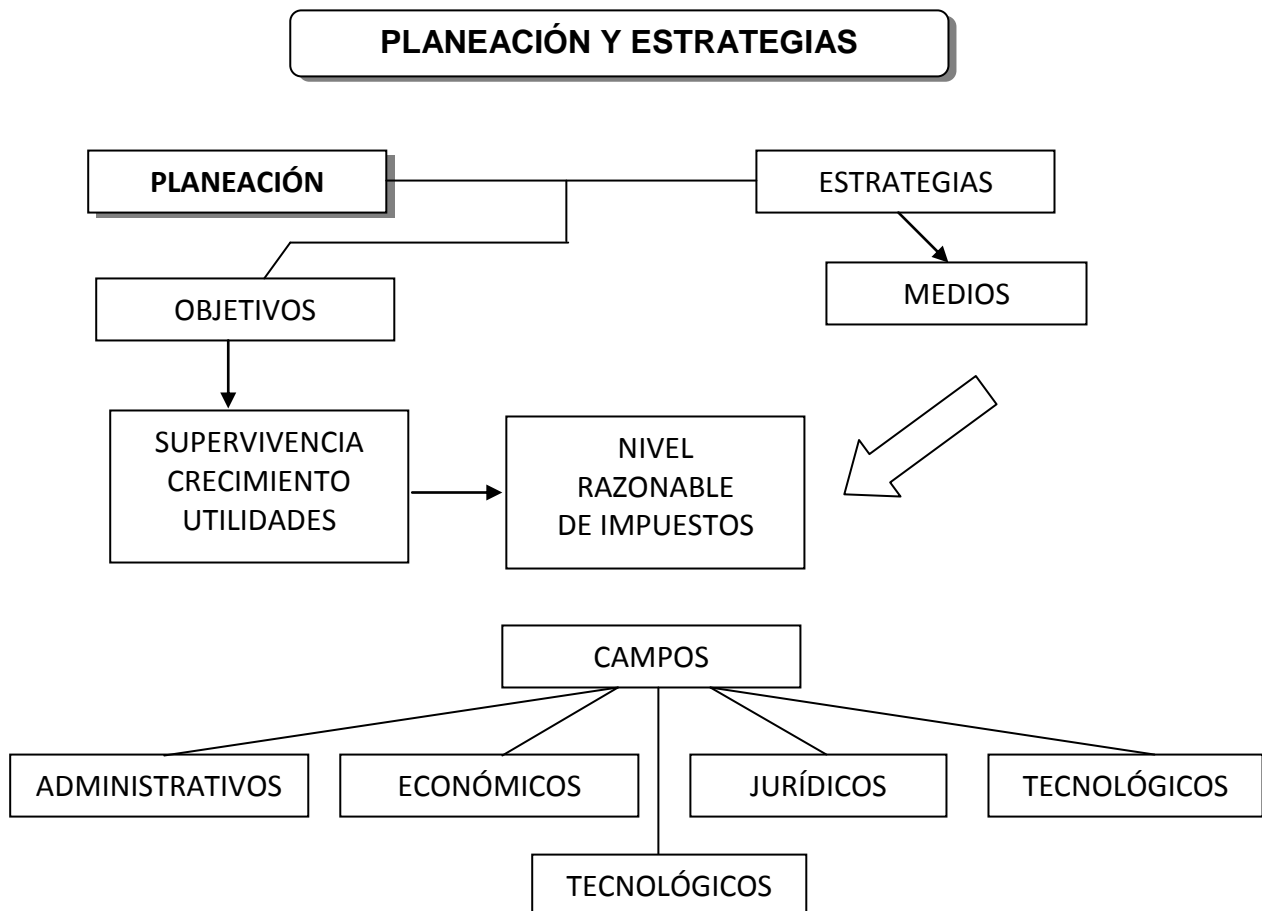 PLANEACIÓN Y ESTRATEGIAS
PLANEACIÓN
ESTRATEGIAS
OBJETIVOS
MEDIOS
SUPERVIVENCIA
CRECIMIENTO
UTILIDADES
NIVEL
RAZONABLE
DE IMPUESTOS
CAMPOS
ADMINISTRATIVOS
ECONÓMICOS
JURÍDICOS
TECNOLÓGICOS
TECNOLÓGICOS